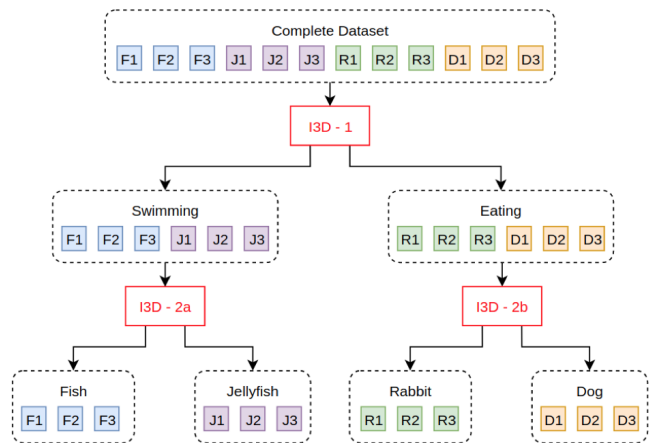 Complete Dataset
F1 F2 F3 J1 J2 J3 R1 R2 R3 D1 D2 D3
I3D - 1
Swimming
F1 F2 F3 J1 J2 J3
Eating
R1 R2 R3 D1 D2 D3
I3D - 2a
I3D - 2b
Fish
F1 F2 F3
Jellyfish
J1 J2 J3
Rabbit
R1 R2 R3
Dog
D1 D2 D3